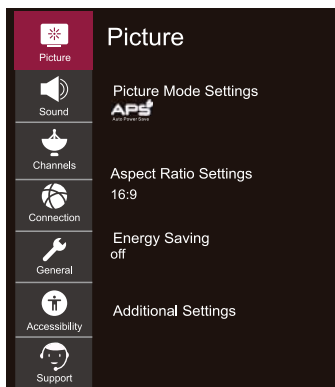 Picture
Picture
Picture Mode Settings
APS
Auto Power Save
Sound
Channels
Aspect Ratio Settings
16:9
Connection
Energy Saving
off
General
Additional Settings
Accessibility
Support